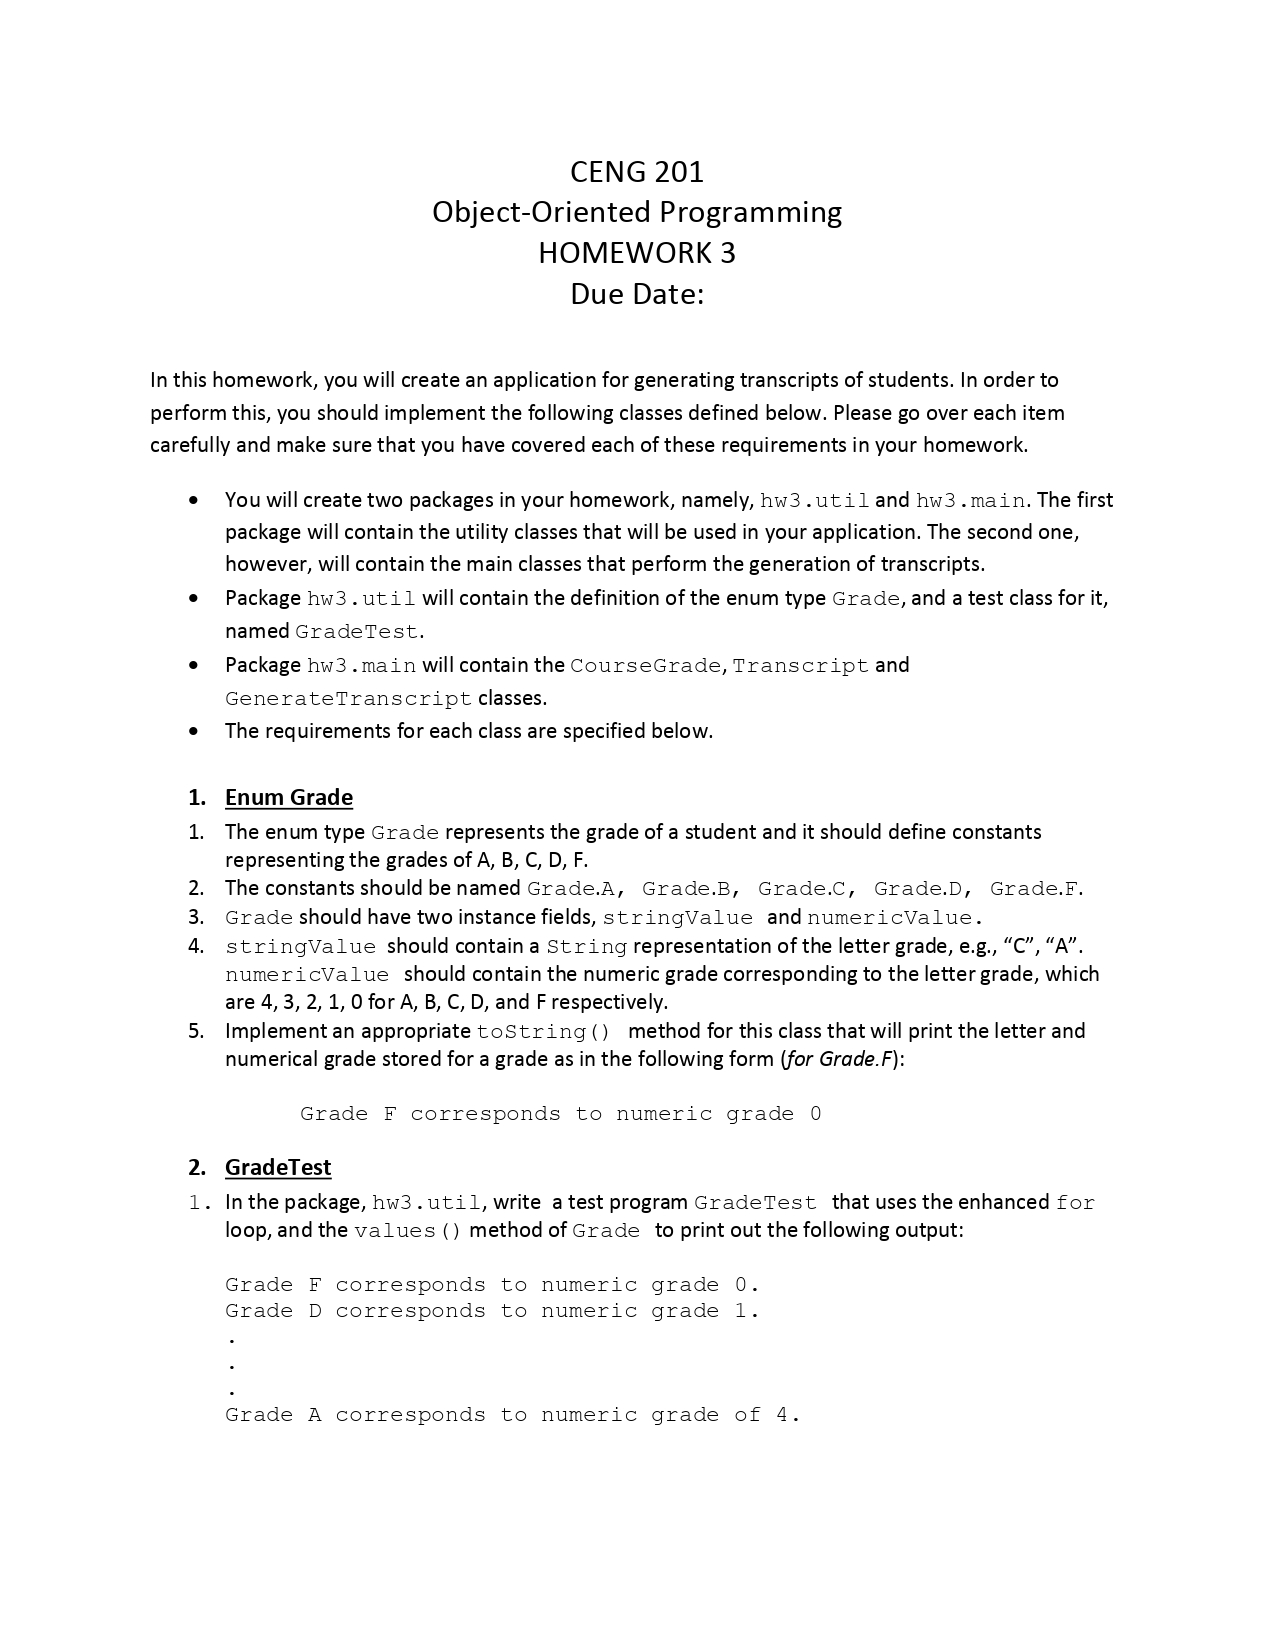 CENG 201
Object-Oriented Programming
HOMEWORK 3
Due Date:
In this homework, you will create an application for generating transcripts of students. In order to
perform this, you should implement the following classes defined below. Please go over each item
carefully and make sure that you have covered each of these requirements in your homework.
• You will create two packages in your homework, namely, hw3.util and hw3.main. The first
package will contain the utility classes that will be used in your application. The second one,
however, will contain the main classes that perform the generation of transcripts.
• Package hw3.util will contain the definition of the enum type Grade, and a test class for it,
named GradeTest.
• Package hw3.main will contain the CourseGrade, Transcript and
GenerateTranscript classes.
• The requirements for each class are specified below.
1. Enum Grade
1. The enum type Grade represents the grade of a student and it should define constants
representing the grades of A, B, C, D, F.
2. The constants should be named Grade.A, Grade.B, Grade.C, Grade.D, Grade.F.
3. Grade should have two instance fields, stringValue and numericValue.
4. stringValue should contain a String representation of the letter grade, e.g., “C”, “A”.
numericValue should contain the numeric grade corresponding to the letter grade, which
are 4, 3, 2, 1, 0 for A, B, C, D, and F respectively.
5. Implement an appropriate toString() method for this class that will print the letter and
numerical grade stored for a grade as in the following form (for Grade.F):
Grade F corresponds to numeric grade 0
2. GradeTest
1. In the package, hw3.util, write a test program GradeTest that uses the enhanced for
loop, and the values() method of Grade to print out the following output:
Grade F corresponds to numeric grade 0.
Grade D corresponds to numeric grade 1.
.
.
.
Grade A corresponds to numeric grade of 4.